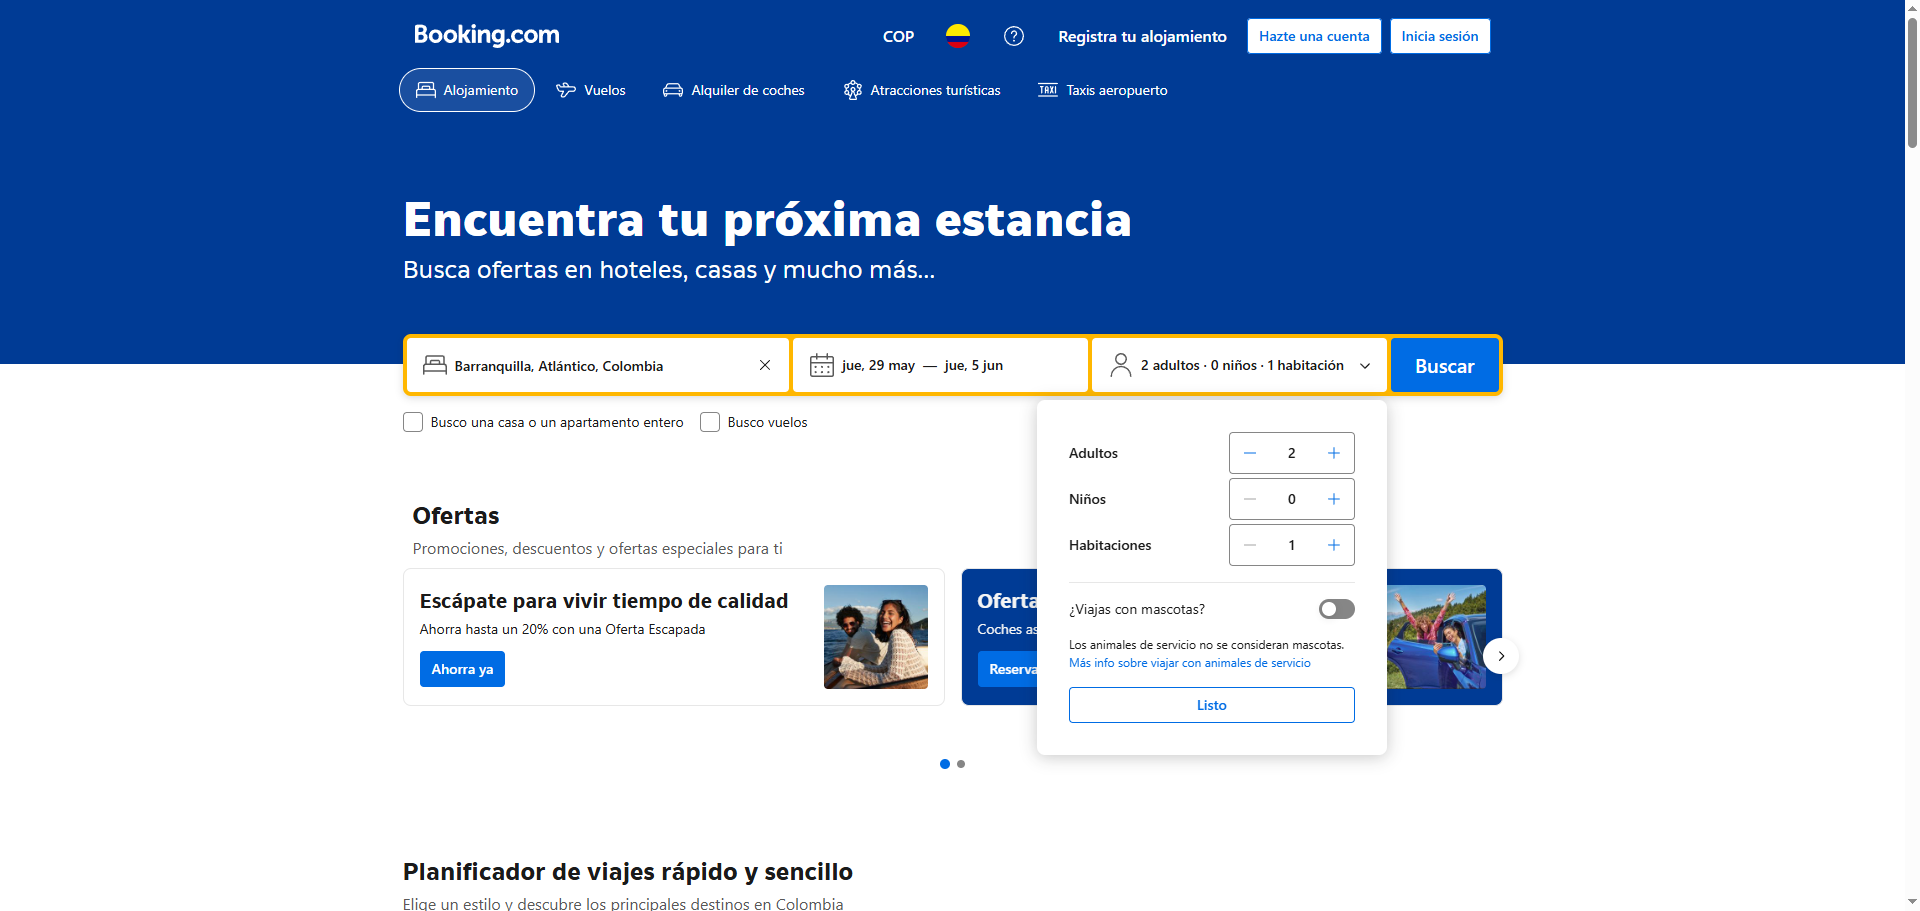 Booking.com
COP
Registra tu alojamiento
Hazte una cuenta
Inicia sesión
Alojamiento
Vuelos
Alquiler de coches
Atracciones turísticas
TAXI
Taxis aeropuerto
Encuentra tu próxima estancia
Busca ofertas en hoteles, casas y mucho más...
Barranquilla, Atlántico, Colombia
jue, 29 may — jue, 5 jun
2 adultos · 0 niños · 1 habitación
Buscar
Busco una casa o un apartamento entero
Busco vuelos
Adultos
2
Niños
0
Habitaciones
1
¿Viajas con mascotas?
Los animales de servicio no se consideran mascotas.
Más info sobre viajar con animales de servicio
Listo
Ofertas
Promociones, descuentos y ofertas especiales para ti
Escápate para vivir tiempo de calidad
Ahorra hasta un 20% con una Oferta Escapada
Ahorra ya
Oferta
Coches as
Reserva
Planificador de viajes rápido y sencillo
Elige un estilo y descubre los principales destinos en Colombia